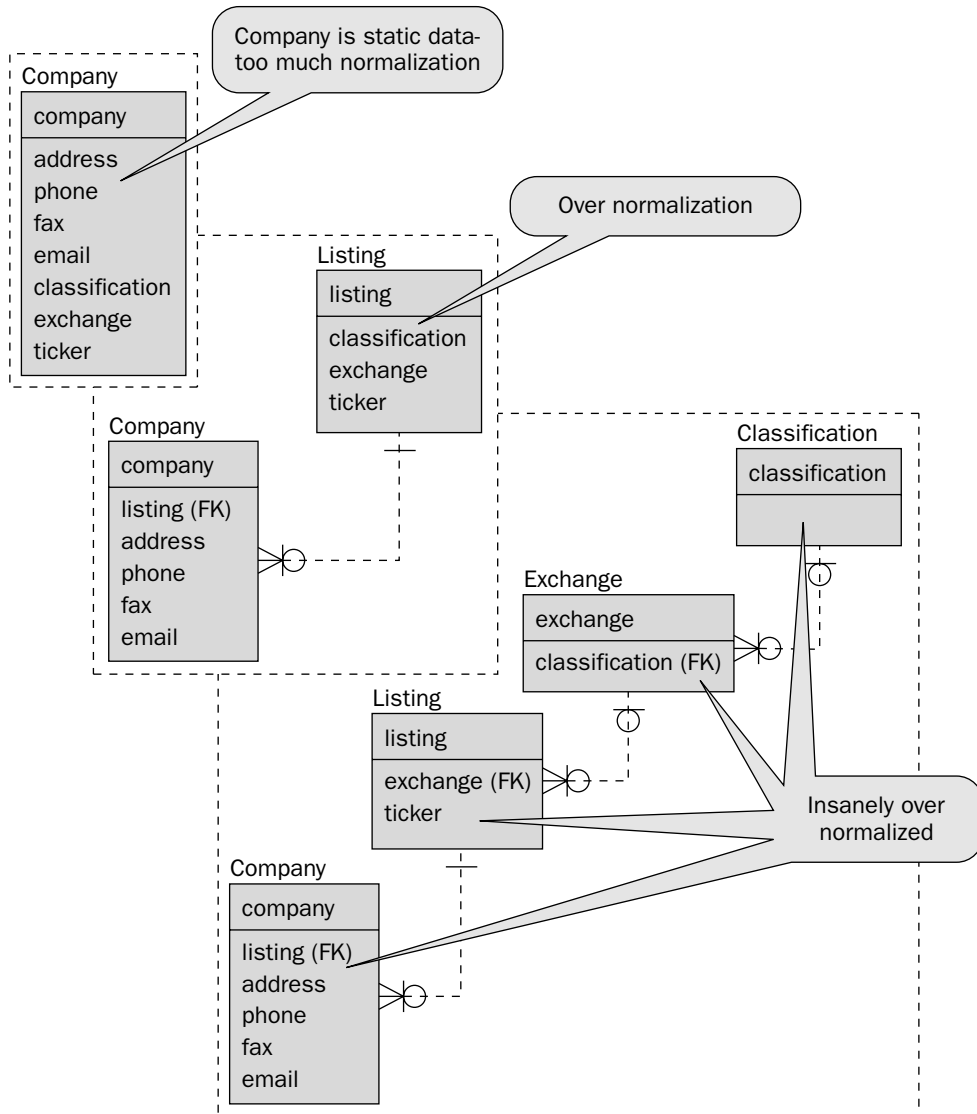 Company is static data-
too much normalization
Company
company
address
phone
fax
email
classification
exchange
ticker
Over normalization
Listing
listing
classification
exchange
ticker
Company
company
listing (FK)
address
phone
fax
email
Classification
classification
Exchange
exchange
classification (FK)
Listing
listing
exchange (FK)
ticker
Insanely over
normalized
Company
company
listing (FK)
address
phone
fax
email